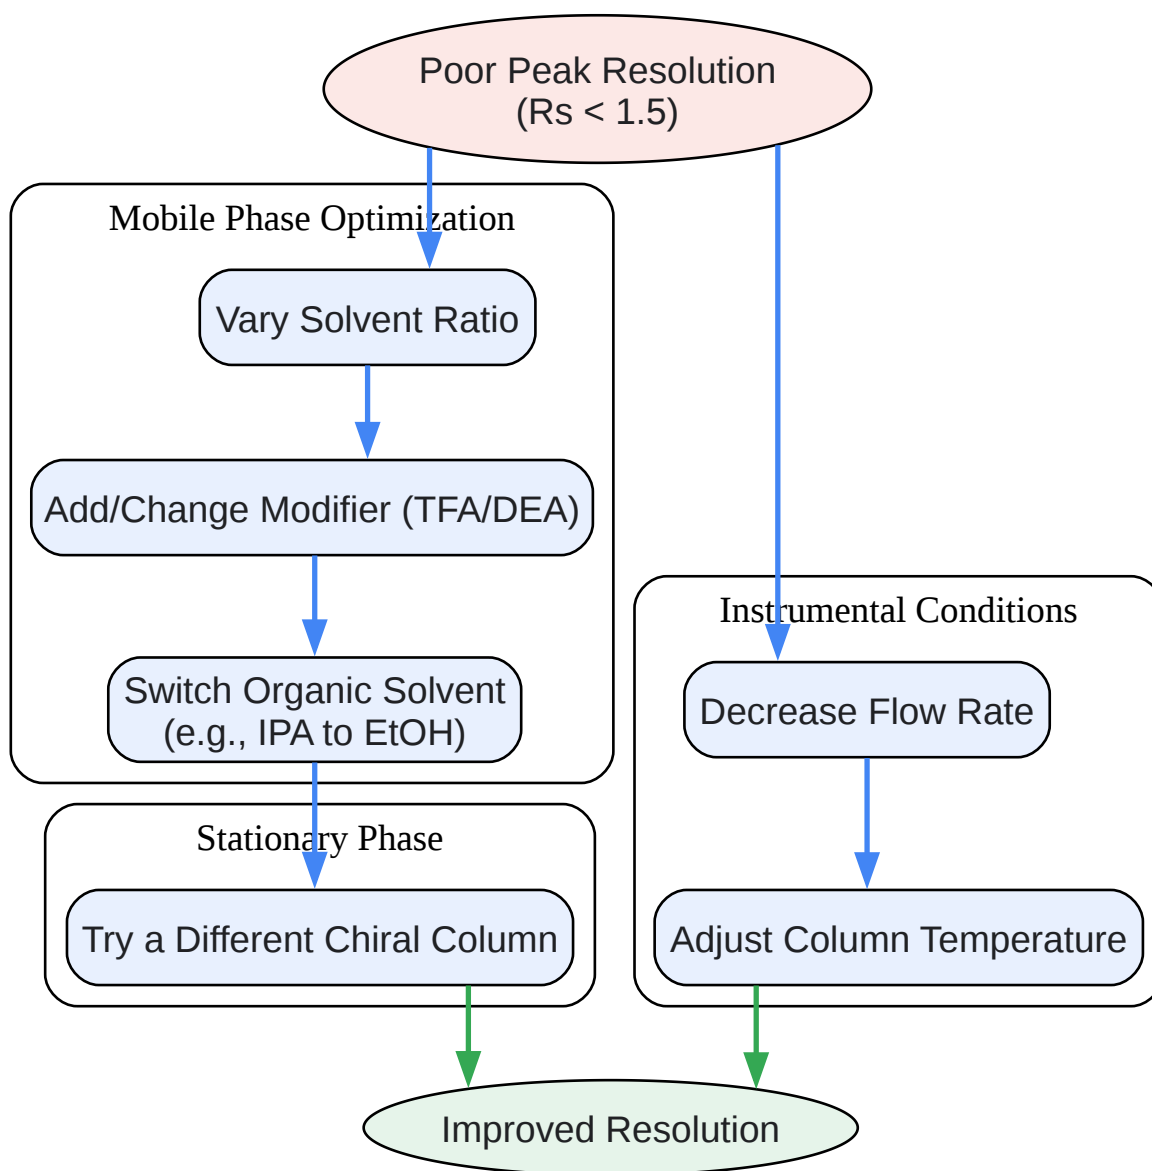 Poor Peak Resolution
(Rs < 1.5)
Mobile Phase Optimization
Vary Solvent Ratio
Add/Change Modifier (TFA/DEA)
Switch Organic Solvent
(e.g., IPA to EtOH)
Stationary Phase
Try a Different Chiral Column
Instrumental Conditions
Decrease Flow Rate
Adjust Column Temperature
Improved Resolution